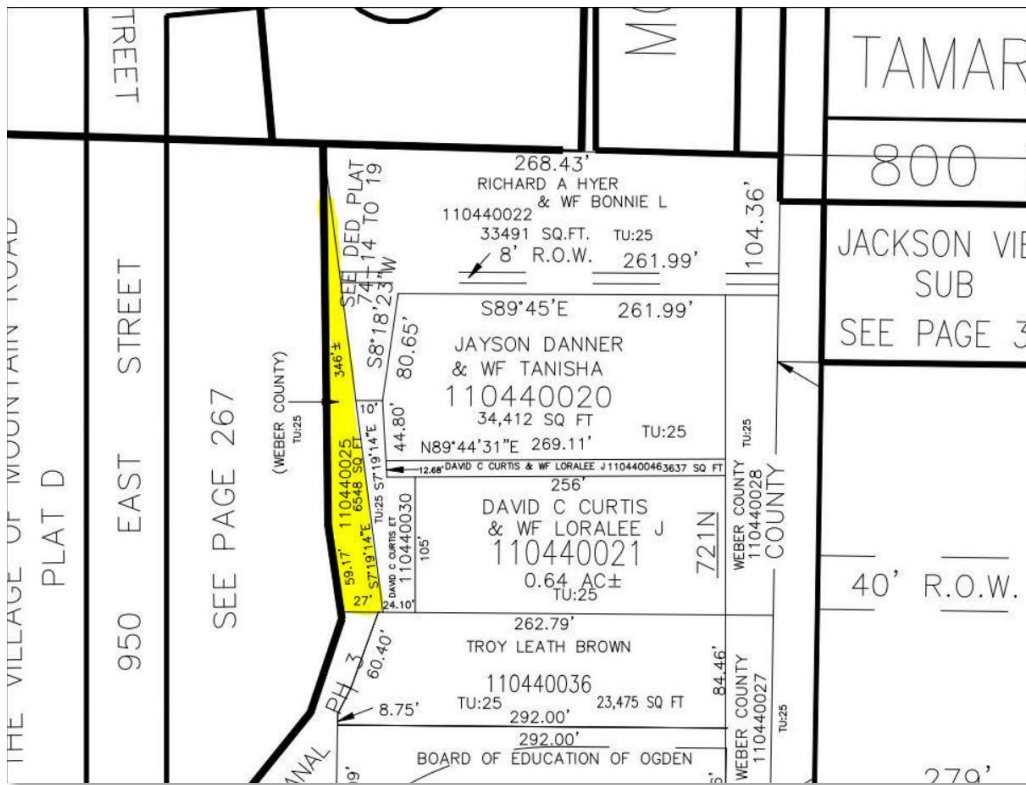 TREET
THE VILLAGE OF MOUNTAIN ROAD
PLAT D
950 EAST STREET
SEE PAGE 267
(WEBER COUNTY)
TU:25
346'±
110440025
6548 SQ FT
TU:25
S7°19'14"E
59.17'
S7°19'14"E
27'
24.10'
SEE DED PLAT
74-14 TO 19
S8°18'23"W
80.65'
10'
44.80'
268.43'
RICHARD A HYER
& WF BONNIE L
110440022
33491 SQ.FT. TU:25
8' R.O.W. 261.99'
104.36'
S89°45'E 261.99'
JAYSON DANNER
& WF TANISHA
110440020
34,412 SQ FT
TU:25
N89°44'31"E 269.11'
12.68' DAVID C CURTIS & WF LORALEE J 110440046 3637 SQ FT
256'
DAVID C CURTIS ET
110440030
105'
DAVID C CURTIS
& WF LORALEE J
110440021
0.64 AC±
TU:25
721N
WEBER COUNTY
110440028
TU:25
COUNTY
262.79'
TROY LEATH BROWN
110440036
TU:25 23,475 SQ FT
292.00'
84.46'
WEBER COUNTY
110440027
TU:25
PH 3
60.40'
8.75'
292.00'
BOARD OF EDUCATION OF OGDEN
ANAL
MO
TAMAR
800
JACKSON VIE
SUB
SEE PAGE 3
40' R.O.W.
279'